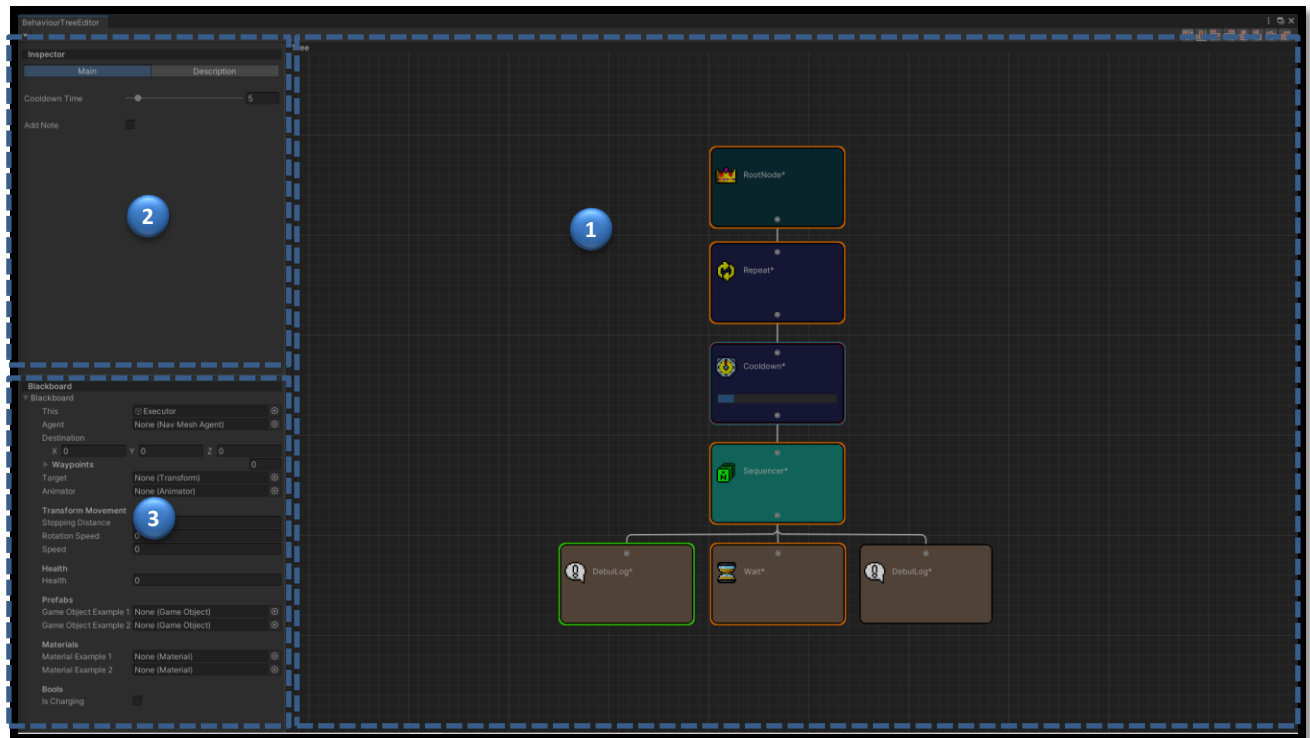 BehaviourTreeEditor
Inspector
Main Description
Cooldown Time 5
Add Note
2
Blackboard
Blackboard
This Executor
Agent None (Nav Mesh Agent)
Destination
X 0 Y 0 Z 0
Waypoints 0
Target None (Transform)
Animator None (Animator)
Transform Movement
3
Stopping Distance
Rotation Speed 0
Speed 0
Health
Health 0
Prefabs
Game Object Example 1 None (Game Object)
Game Object Example 2 None (Game Object)
Materials
Material Example 1 None (Material)
Material Example 2 None (Material)
Bools
Is Charging
Tree
1
RootNode*
Repeat*
Cooldown*
Sequencer*
DebulLog* Wait* DebulLog*